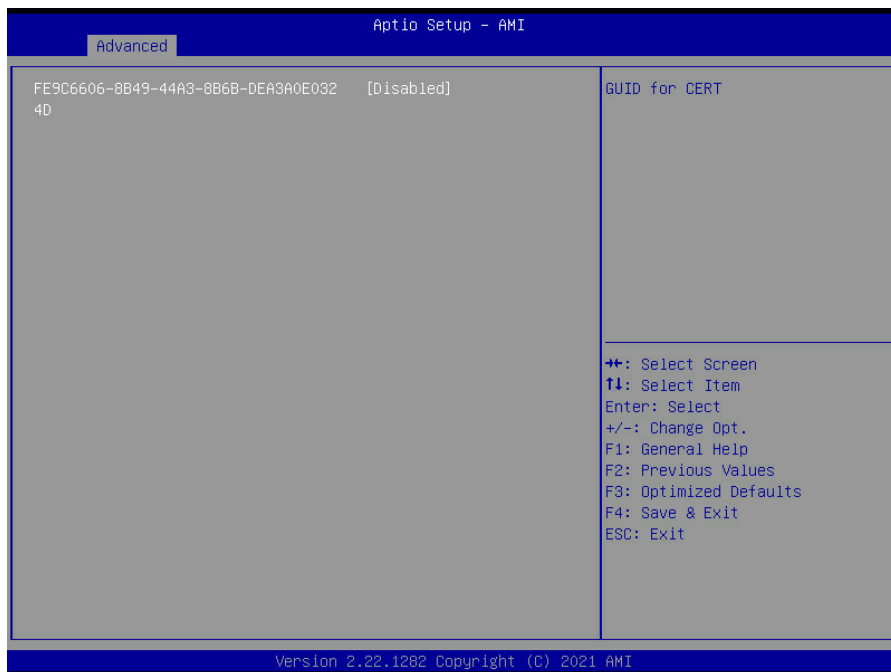 Aptio Setup - AMI
Advanced
FE9C6606-8B49-44A3-8B6B-DEA3A0E032 [Disabled]
4D
GUID for CERT
→←: Select Screen
↑↓: Select Item
Enter: Select
+/-: Change Opt.
F1: General Help
F2: Previous Values
F3: Optimized Defaults
F4: Save & Exit
ESC: Exit
Version 2.22.1282 Copyright (C) 2021 AMI